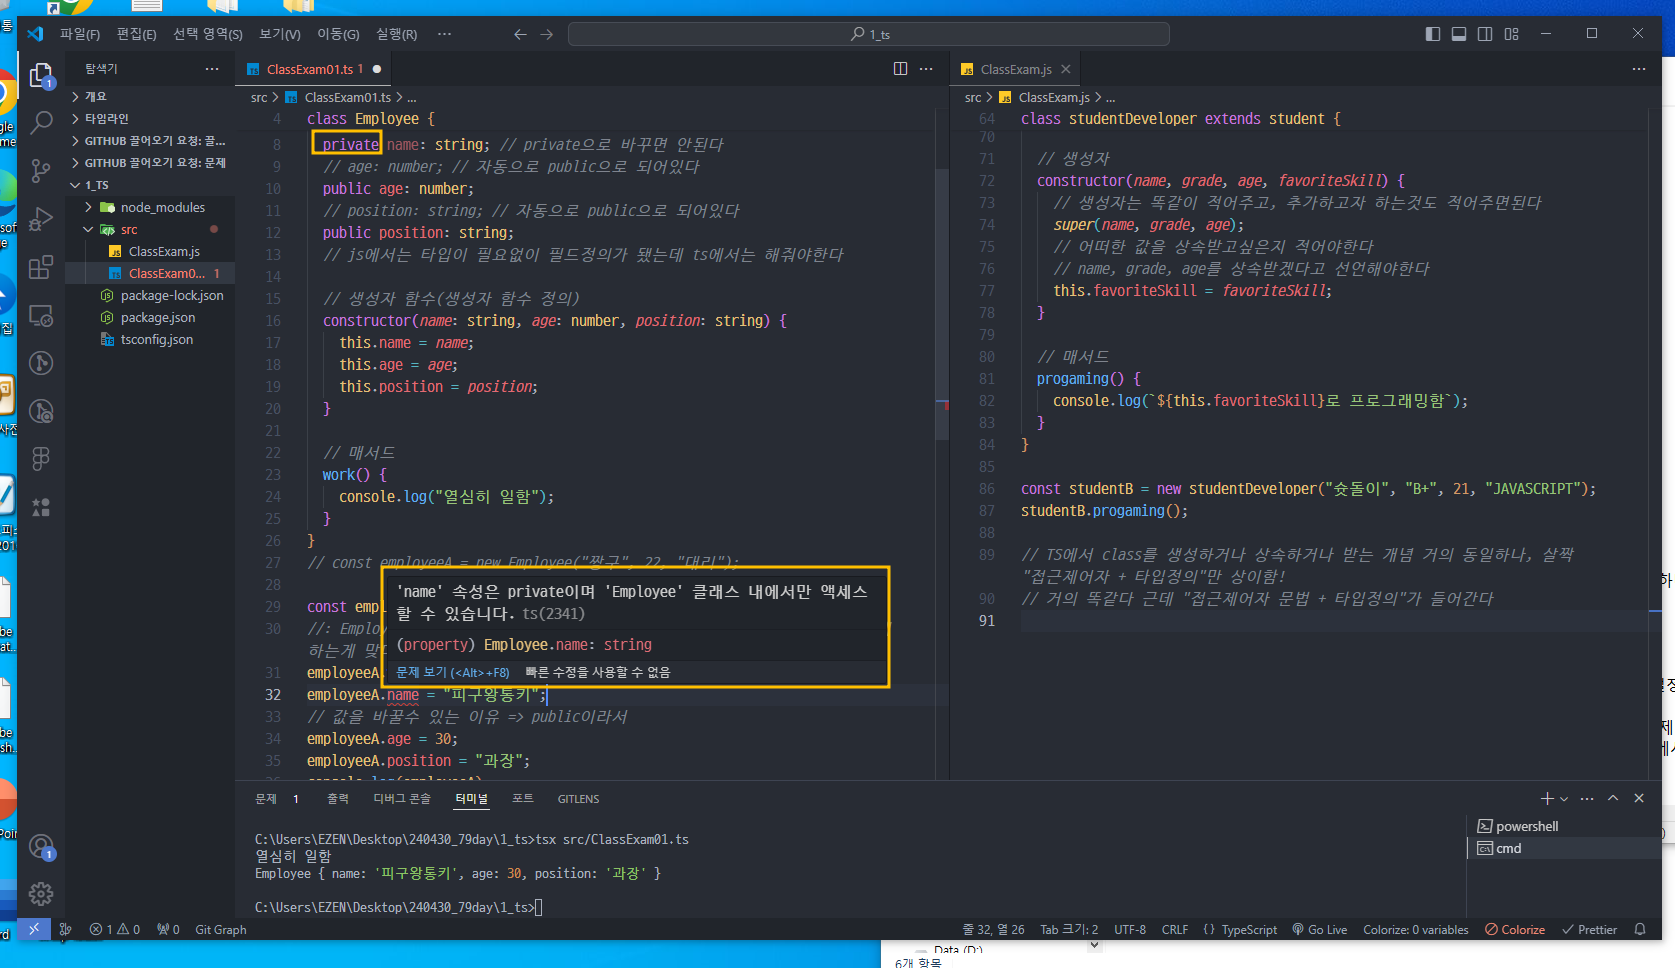 파일(F) 편집(E) 선택 영역(S) 보기(V) 이동(G) 실행(R) ···
1_ts
탐색기
개요
타임라인
GITHUB 끌어오기 요청: 끌...
GITHUB 끌어오기 요청: 문제
1_TS
node_modules
src
ClassExam.js
ClassExam0... 1
package-lock.json
package.json
tsconfig.json
ClassExam01.ts 1
src > ClassExam01.ts > ...
4 class Employee {
8 private name: string; // private으로 바꾸면 안된다
9 // age: number; // 자동으로 public으로 되어있다
10 public age: number;
11 // position: string; // 자동으로 public으로 되어있다
12 public position: string;
13 // js에서는 타입이 필요없이 필드정의가 됐는데 ts에서는 해줘야한다
14
15 // 생성자 함수(생성자 함수 정의)
16 constructor(name: string, age: number, position: string) {
17 this.name = name;
18 this.age = age;
19 this.position = position;
20 }
21
22 // 매서드
23 work() {
24 console.log("열심히 일함");
25 }
26 }
27 // const employeeA = new Employee("짱구", 22, "대리");
28
29 const empl
30 //: Employ
하는게 맞
31 employeeA.
32 employeeA.name = "피구왕통키";
33 // 값을 바꿀수 있는 이유 => public이라서
34 employeeA.age = 30;
35 employeeA.position = "과장";
'name' 속성은 private이며 'Employee' 클래스 내에서만 액세스
할 수 있습니다. ts(2341)
(property) Employee.name: string
문제 보기 (<Alt>+F8) 빠른 수정을 사용할 수 없음
ClassExam.js
src > ClassExam.js > ...
64 class studentDeveloper extends student {
70
71 // 생성자
72 constructor(name, grade, age, favoriteSkill) {
73 // 생성자는 똑같이 적어주고, 추가하고자 하는것도 적어주면된다
74 super(name, grade, age);
75 // 어떠한 값을 상속받고싶은지 적어야한다
76 // name, grade, age를 상속받겠다고 선언해야한다
77 this.favoriteSkill = favoriteSkill;
78 }
79
80 // 매서드
81 progaming() {
82 console.log(`${this.favoriteSkill}로 프로그래밍함`);
83 }
84 }
85
86 const studentB = new studentDeveloper("슛돌이", "B+", 21, "JAVASCRIPT");
87 studentB.progaming();
88
89 // TS에서 class를 생성하거나 상속하거나 받는 개념 거의 동일하나, 살짝
"접근제어자 + 타입정의"만 상이함!
90 // 거의 똑같다 근데 "접근제어자 문법 + 타입정의"가 들어간다
91
문제 1 출력 디버그 콘솔 터미널 포트 GITLENS
C:\Users\EZEN\Desktop\240430_79day\1_ts>tsx src/ClassExam01.ts
열심히 일함
Employee { name: '피구왕통키', age: 30, position: '과장' }
C:\Users\EZEN\Desktop\240430_79day\1_ts>
powershell
cmd
1 0 0 Git Graph
줄 32, 열 26 Tab 크기: 2 UTF-8 CRLF {} TypeScript Go Live Colorize: 0 variables Colorize Prettier
Data (D:)
6개 항목